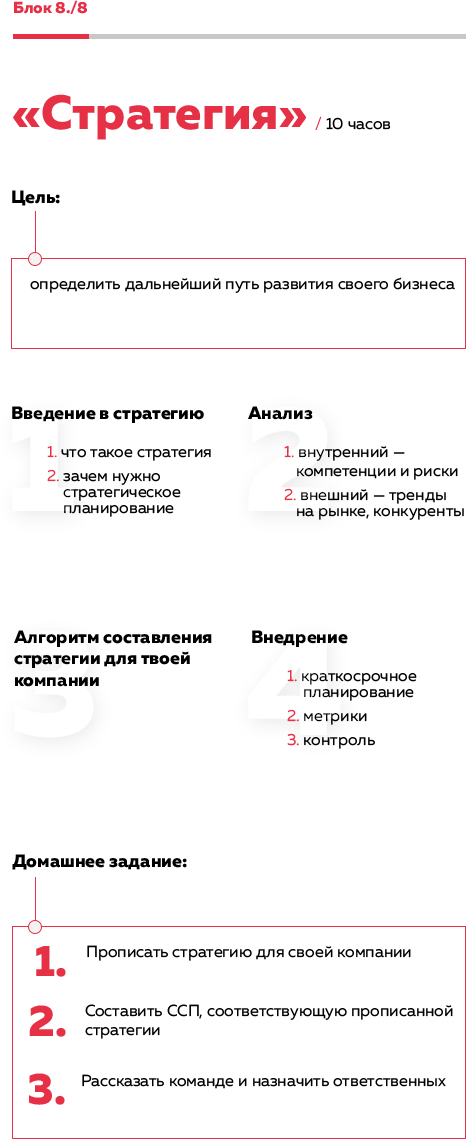 Блок 8./8
«Стратегия» / 10 часов
Цель:
определить дальнейший путь развития своего бизнеса
1
Введение в стратегию
1. что такое стратегия
2. зачем нужно
стратегическое
планирование
2
Анализ
1. внутренний —
компетенции и риски
2. внешний — тренды
на рынке, конкуренты
3
Алгоритм составления
стратегии для твоей
компании
4
Внедрение
1. краткосрочное
планирование
2. метрики
3. контроль
Домашнее задание:
1. Прописать стратегию для своей компании
2. Составить ССП, соответствующую прописанной
стратегии
3. Рассказать команде и назначить ответственных